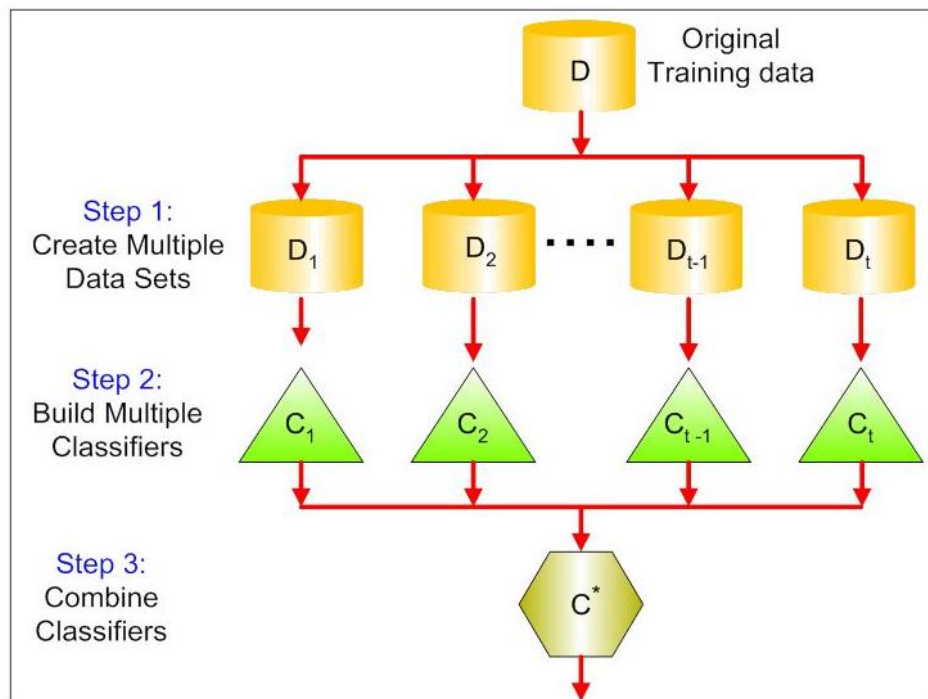 Original
Training data
D
Step 1:
Create Multiple
Data Sets
D₁
D₂
....
Dₜ₋₁
Dₜ
Step 2:
Build Multiple
Classifiers
C₁
C₂
Cₜ₋₁
Cₜ
Step 3:
Combine
Classifiers
C*